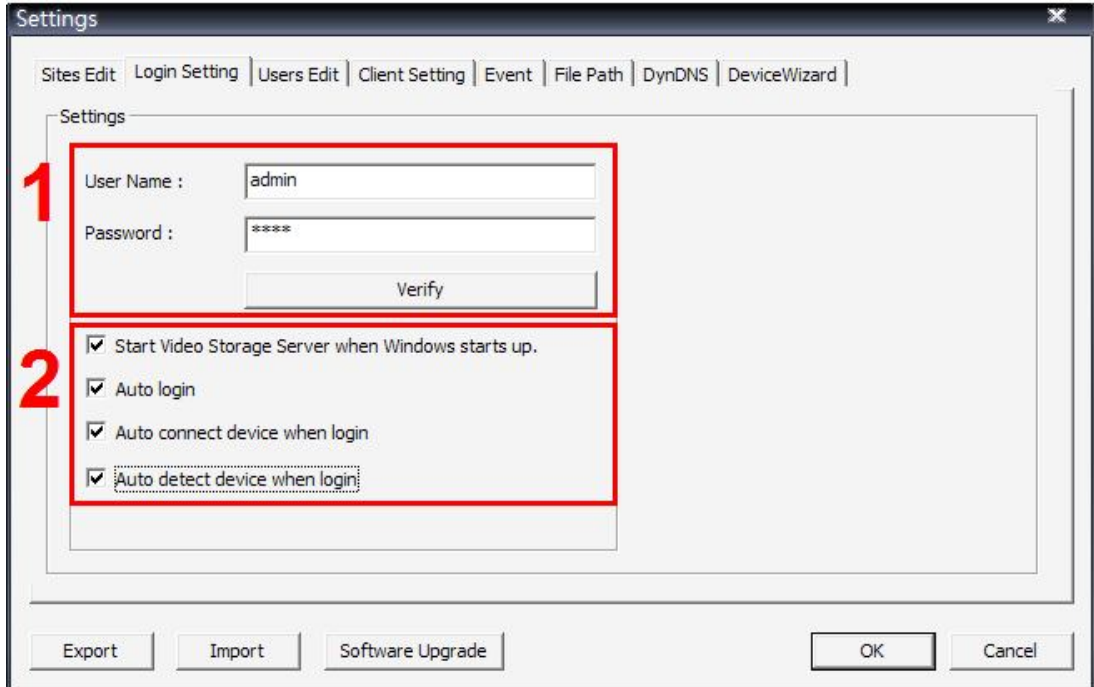 Settings
Sites Edit Login Setting Users Edit Client Setting Event File Path DynDNS DeviceWizard
Settings
1
User Name : admin
Password : ****
Verify
2
Start Video Storage Server when Windows starts up.
Auto login
Auto connect device when login
Auto detect device when login
Export Import Software Upgrade OK Cancel